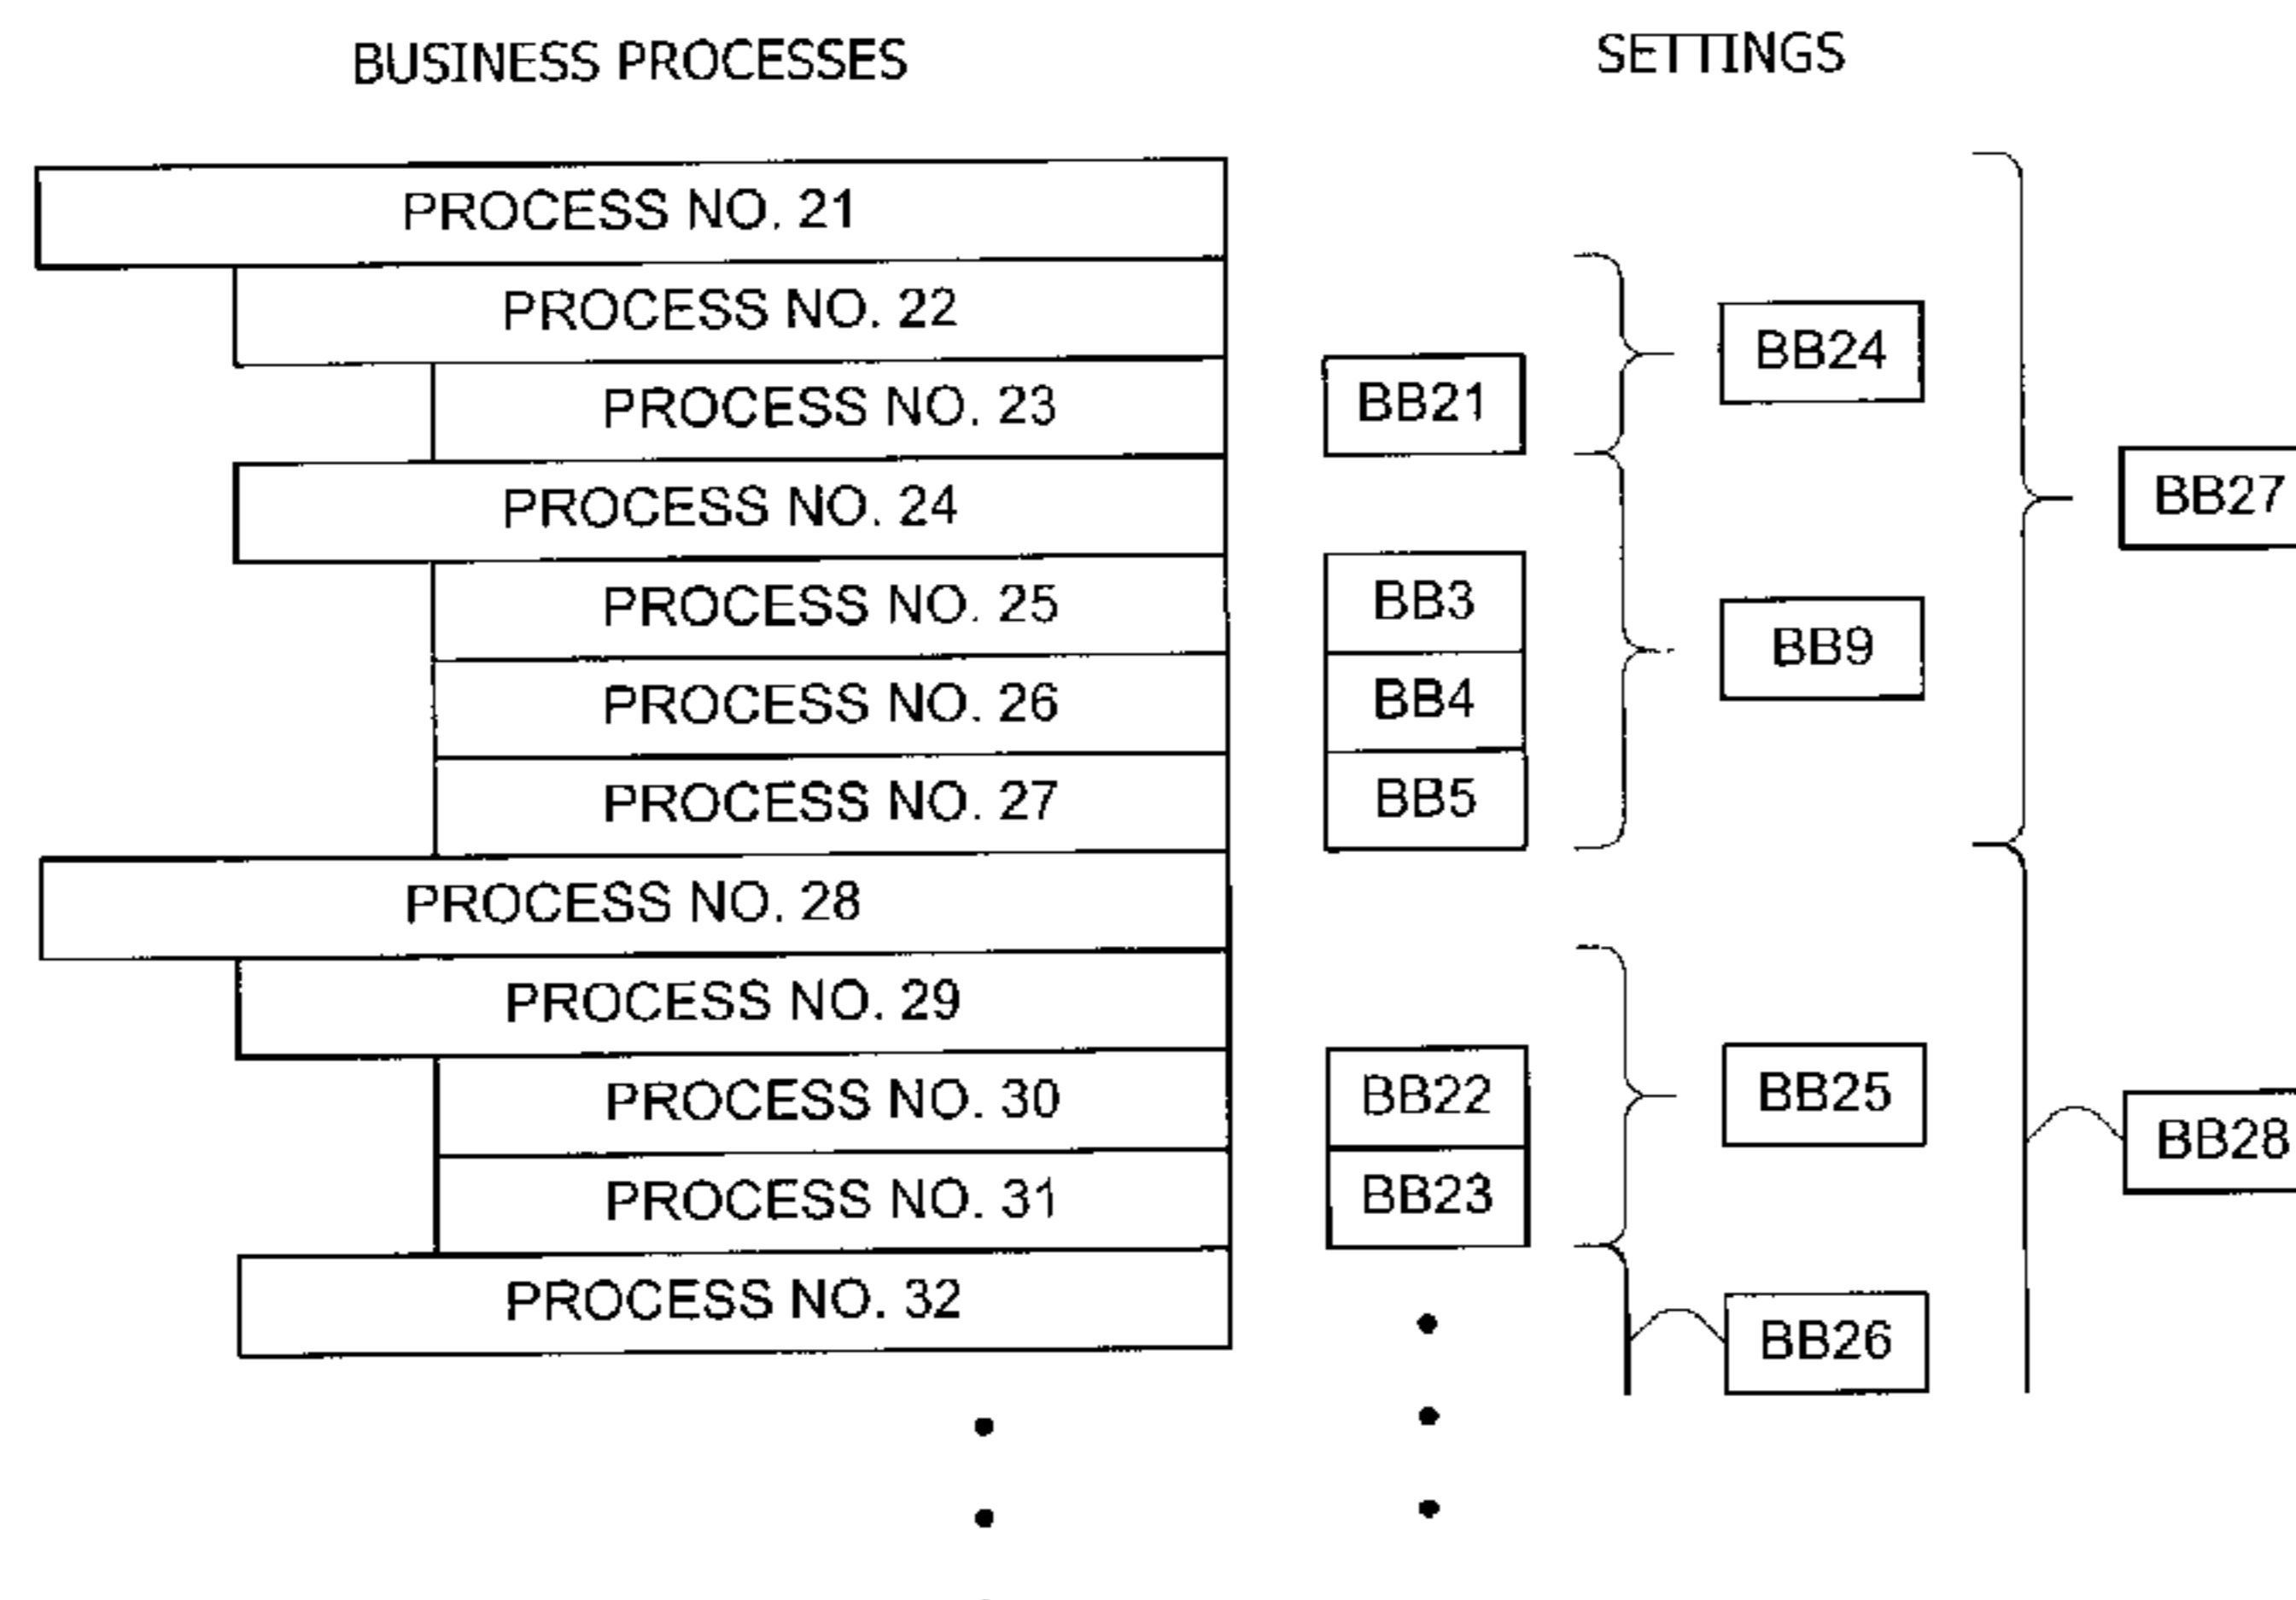 BUSINESS PROCESSES
SETTINGS
PROCESS NO. 21
PROCESS NO. 22
PROCESS NO. 23
PROCESS NO. 24
PROCESS NO. 25
PROCESS NO. 26
PROCESS NO. 27
PROCESS NO. 28
PROCESS NO. 29
PROCESS NO. 30
PROCESS NO. 31
PROCESS NO. 32
BB21
BB3
BB4
BB5
BB22
BB23
BB24
BB9
BB25
BB26
BB27
BB28